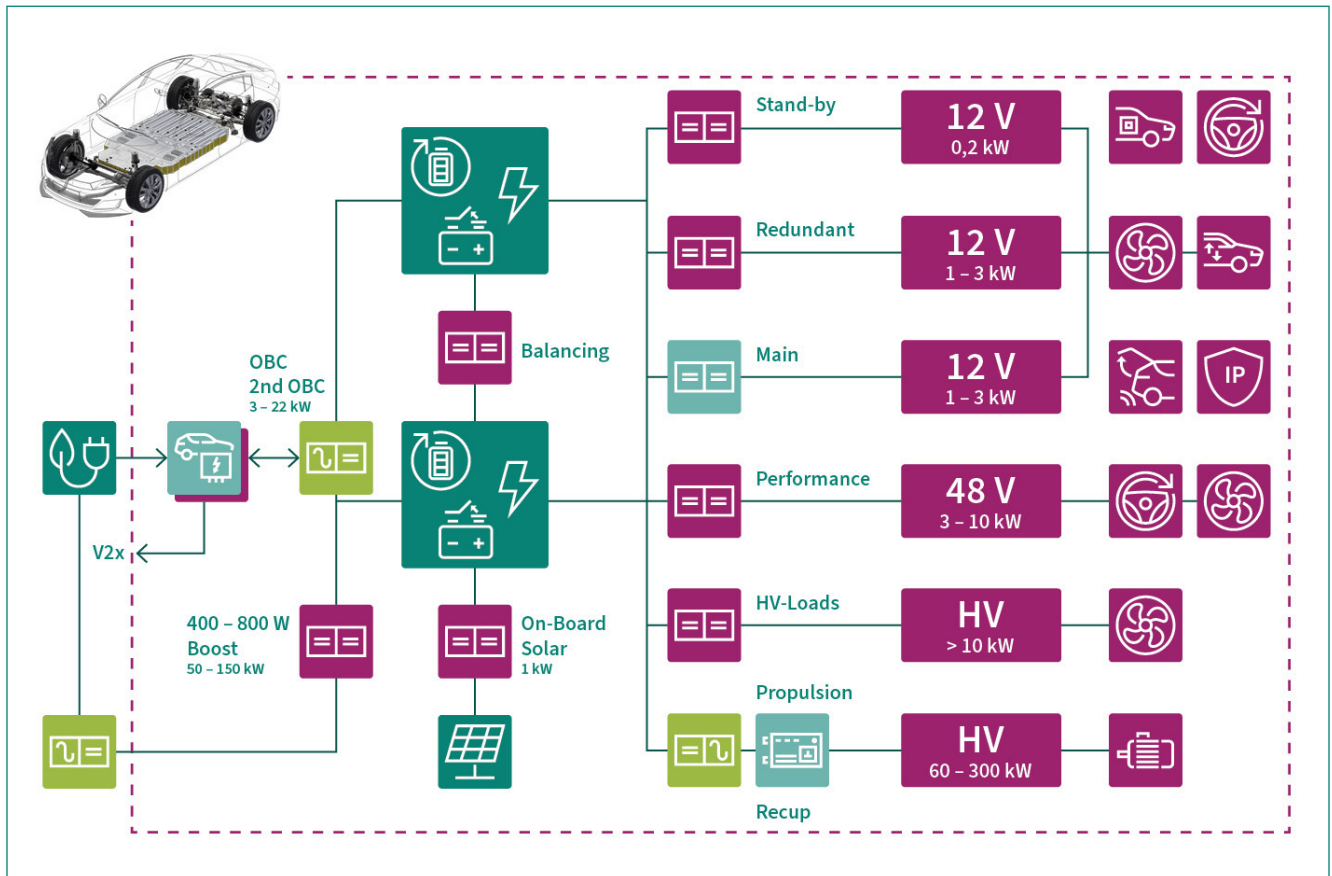 Stand-by
12 V
0,2 kW
Redundant
12 V
1 – 3 kW
Balancing
OBC
2nd OBC
3 – 22 kW
Main
12 V
1 – 3 kW
IP
Performance
48 V
3 – 10 kW
V2x
400 – 800 W
Boost
50 – 150 kW
On-Board
Solar
1 kW
HV-Loads
HV
> 10 kW
Propulsion
HV
60 – 300 kW
Recup